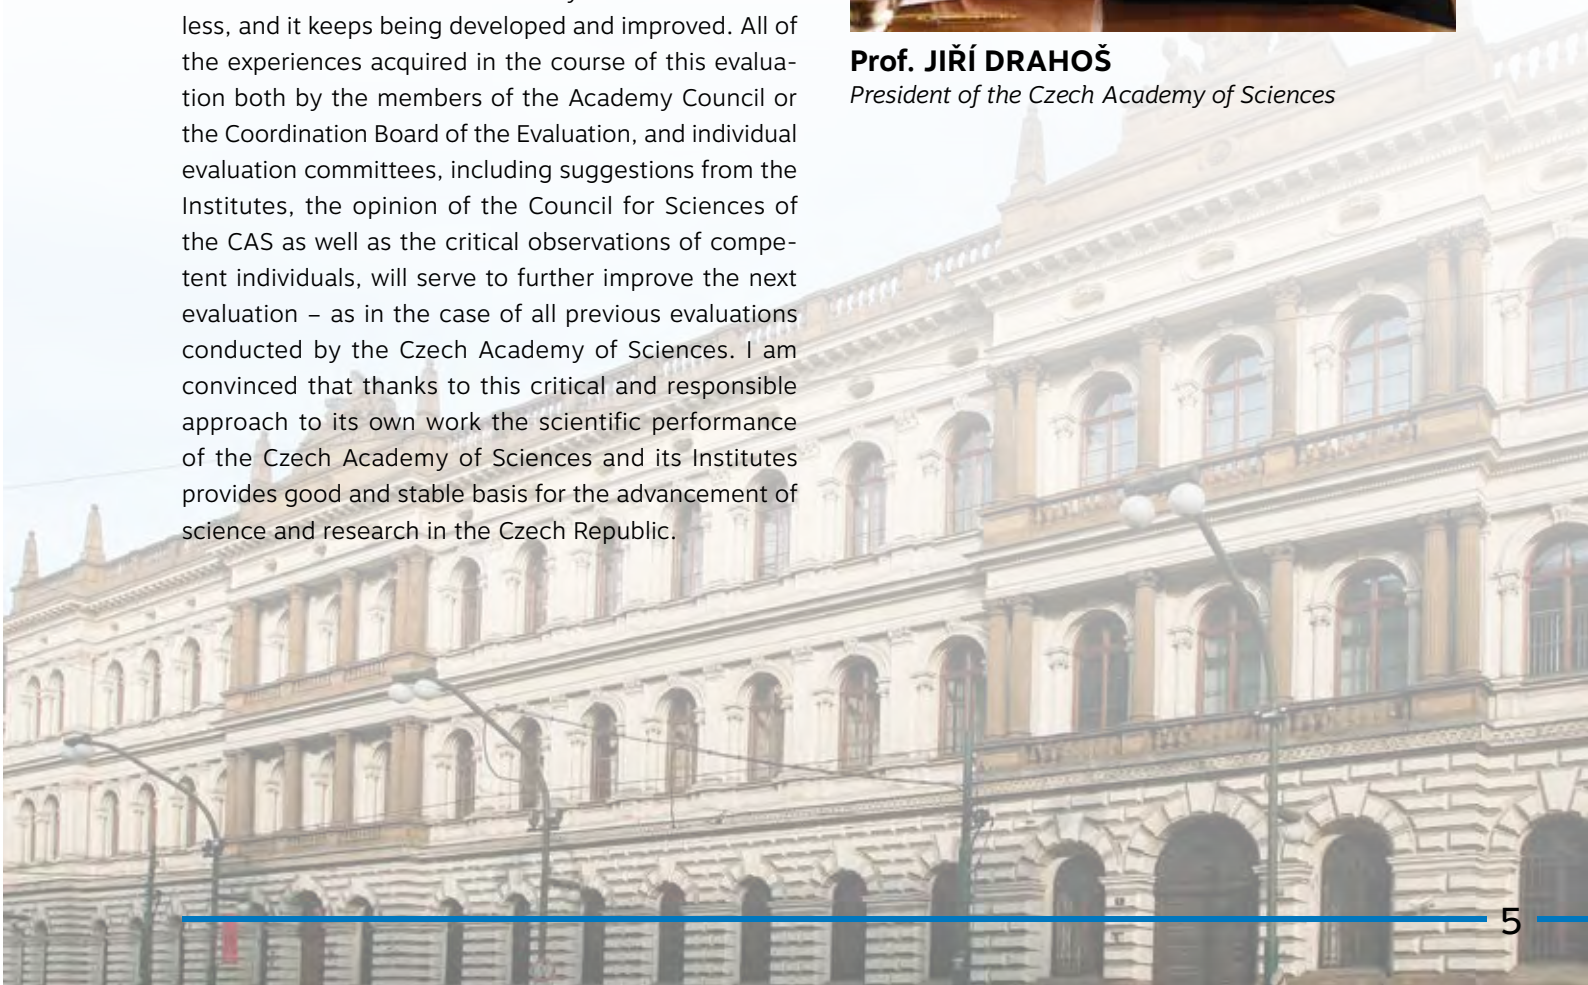 less, and it keeps being developed and improved. All of
the experiences acquired in the course of this evalua-
tion both by the members of the Academy Council or
the Coordination Board of the Evaluation, and individual
evaluation committees, including suggestions from the
Institutes, the opinion of the Council for Sciences of
the CAS as well as the critical observations of compe-
tent individuals, will serve to further improve the next
evaluation – as in the case of all previous evaluations
conducted by the Czech Academy of Sciences. I am
convinced that thanks to this critical and responsible
approach to its own work the scientific performance
of the Czech Academy of Sciences and its Institutes
provides good and stable basis for the advancement of
science and research in the Czech Republic.
Prof. JIŘÍ DRAHOŠ
President of the Czech Academy of Sciences
5